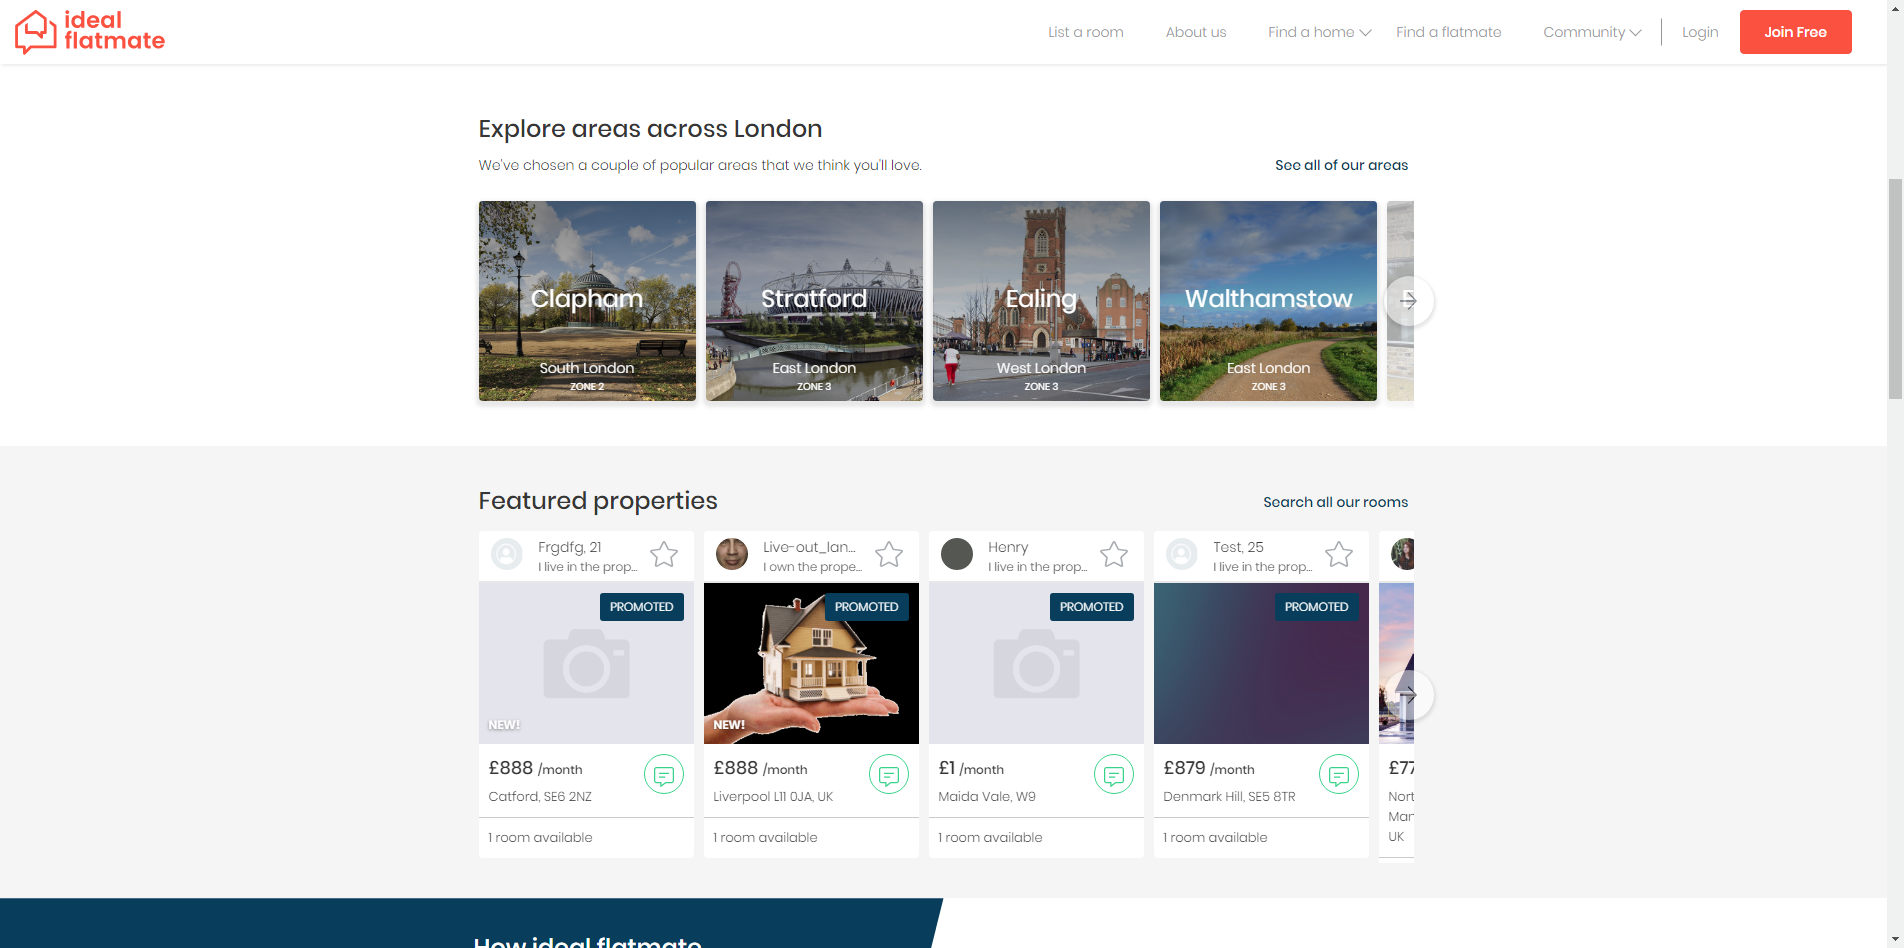 ideal
flatmate
List a room
About us
Find a home
Find a flatmate
Community
Login
Join Free
Explore areas across London
We've chosen a couple of popular areas that we think you'll love.
See all of our areas
Clapham
South London
ZONE 2
Stratford
East London
ZONE 3
Ealing
West London
ZONE 3
Walthamstow
East London
ZONE 3
Featured properties
Search all our rooms
Frgdfg, 21
I live in the prop...
PROMOTED
NEW!
£888 /month
Catford, SE6 2NZ
1 room available
Live-out_lan...
I own the prope...
PROMOTED
NEW!
£888 /month
Liverpool L11 0JA, UK
1 room available
Henry
I live in the prop...
PROMOTED
£1 /month
Maida Vale, W9
1 room available
Test, 25
I live in the prop...
PROMOTED
£879 /month
Denmark Hill, SE5 8TR
1 room available
£77
Nort
Man
UK
How ideal flatmate